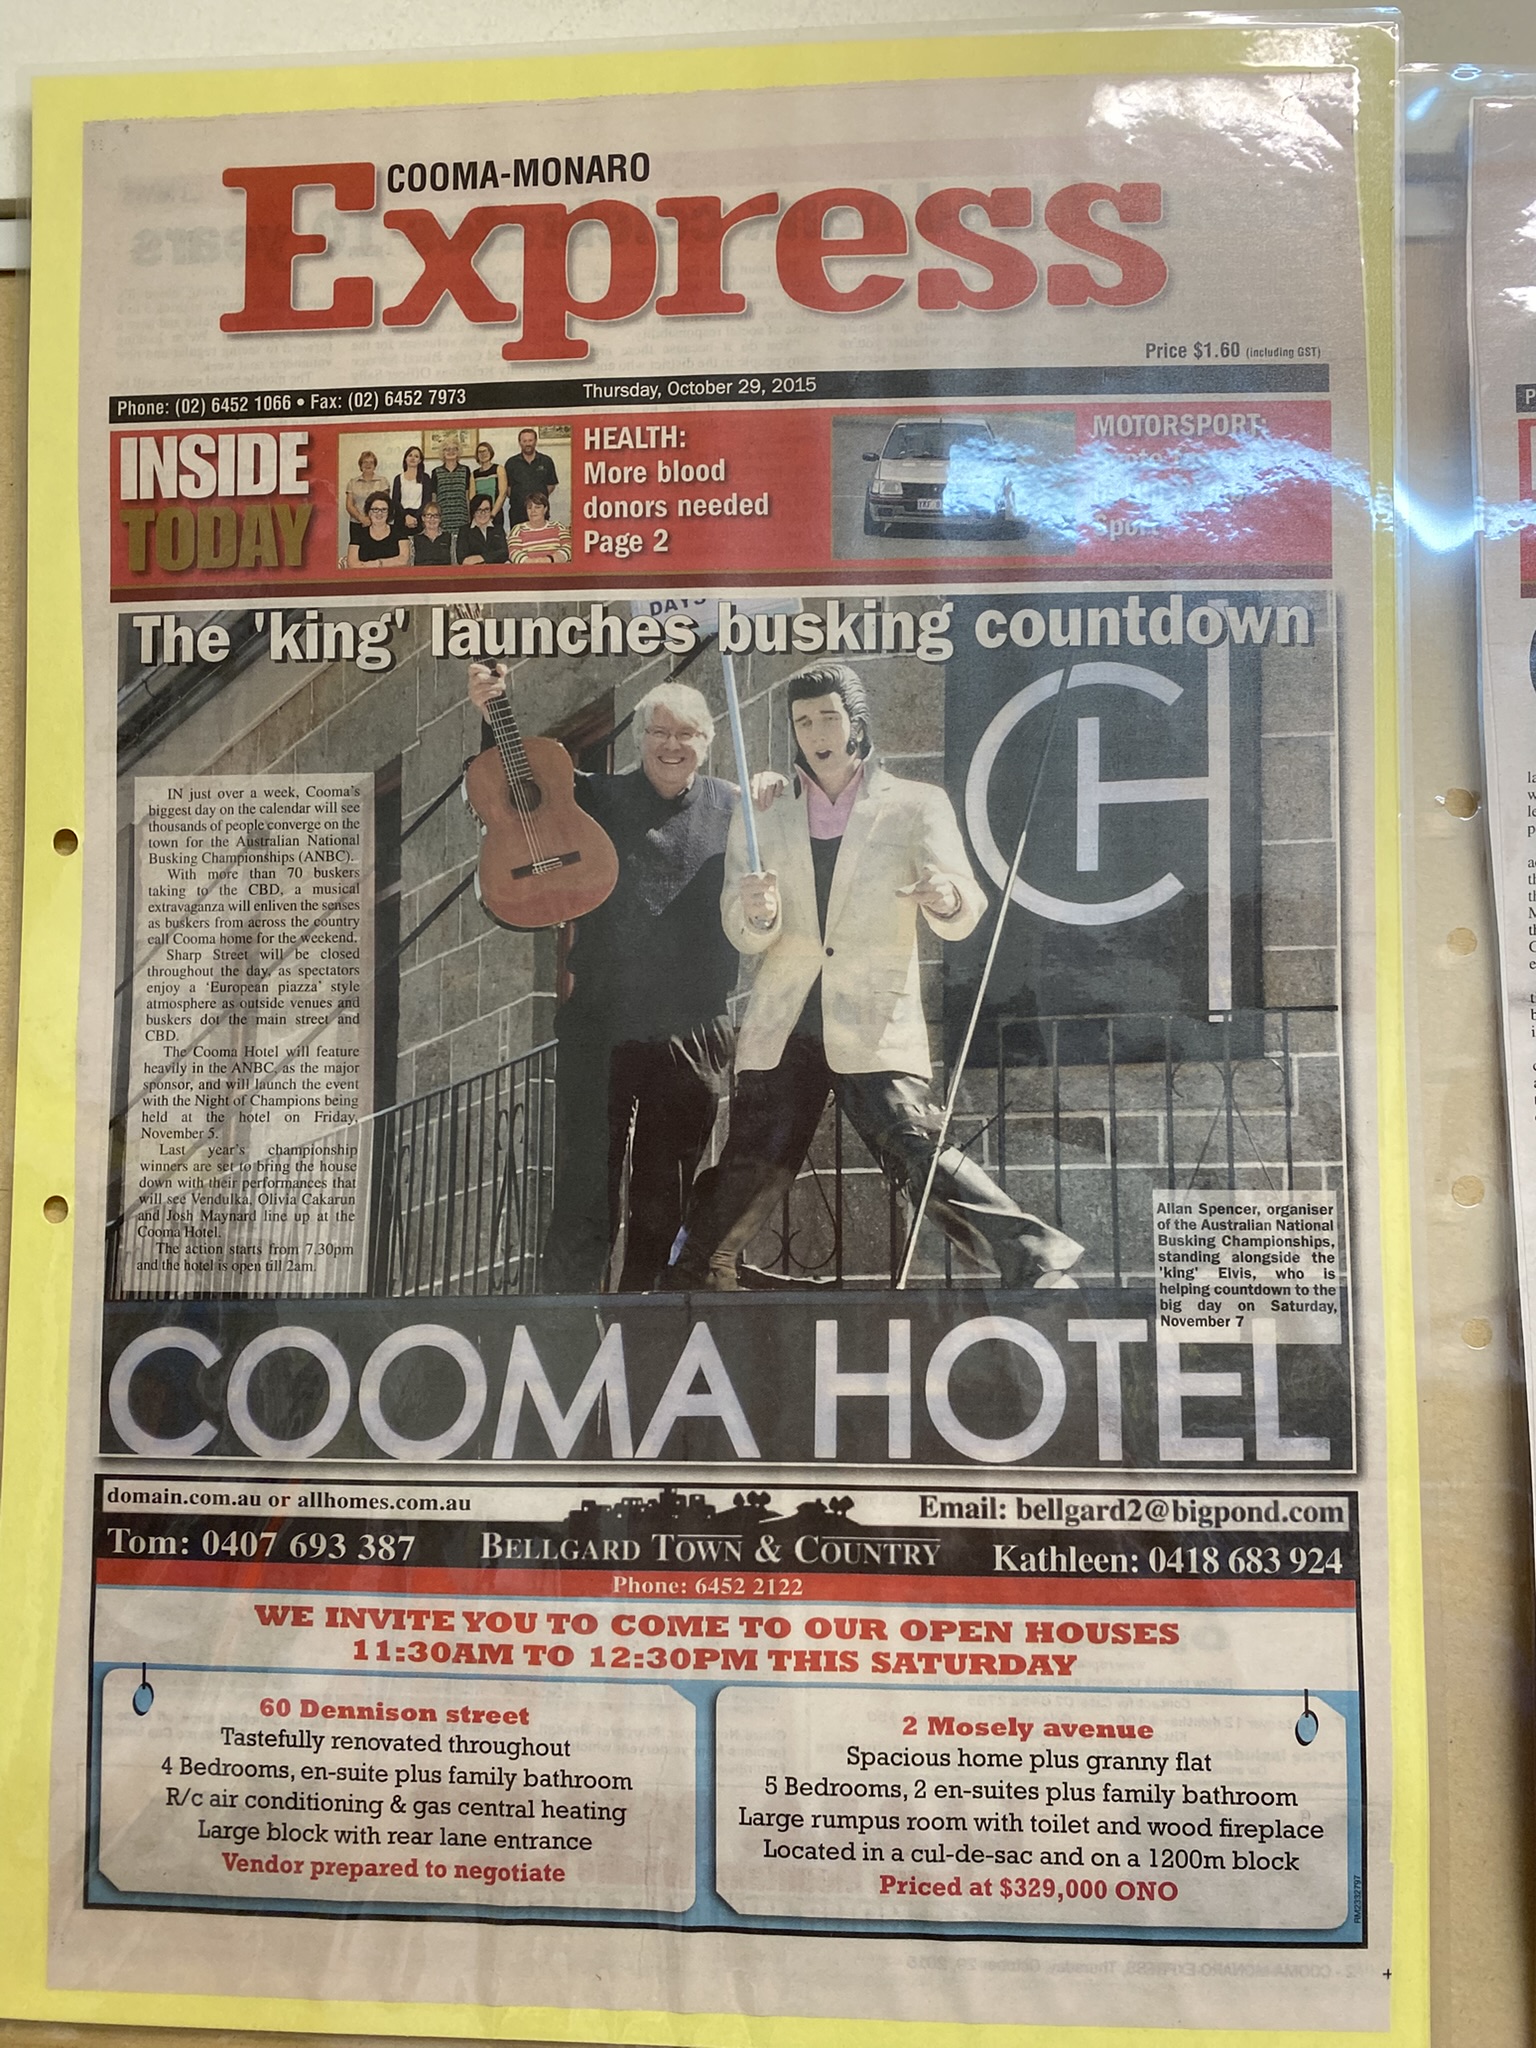 COOMA-MONARO
Express
Price $1.60 (including GST)
Phone: (02) 6452 1066 • Fax: (02) 6452 7973
Thursday, October 29, 2015
INSIDE
TODAY
HEALTH:
More blood
donors needed
Page 2
MOTORSPORT:
Sport
DAYS
The 'king' launches busking countdown
IN just over a week, Cooma's
biggest day on the calendar will see
thousands of people converge on the
town for the Australian National
Busking Championships (ANBC).
With more than 70 buskers
taking to the CBD, a musical
extravaganza will enliven the senses
as buskers from across the country
call Cooma home for the weekend.
Sharp Street will be closed
throughout the day, as spectators
enjoy a 'European piazza' style
atmosphere as outside venues and
buskers dot the main street and
CBD.
The Cooma Hotel will feature
heavily in the ANBC, as the major
sponsor, and will launch the event
with the Night of Champions being
held at the hotel on Friday,
November 5.
Last year's championship
winners are set to bring the house
down with their performances that
will see Vendulka, Olivia Cakarun
and Josh Maynard line up at the
Cooma Hotel.
The action starts from 7.30pm
and the hotel is open till 2am.
CH
Allan Spencer, organiser
of the Australian National
Busking Championships,
standing alongside the
'king' Elvis, who is
helping countdown to the
big day on Saturday,
November 7
COOMA HOTEL
domain.com.au or allhomes.com.au
Email: bellgard2@bigpond.com
Tom: 0407 693 387
BELLGARD TOWN & COUNTRY
Kathleen: 0418 683 924
Phone: 6452 2122
WE INVITE YOU TO COME TO OUR OPEN HOUSES
11:30AM TO 12:30PM THIS SATURDAY
60 Dennison street
Tastefully renovated throughout
4 Bedrooms, en-suite plus family bathroom
R/c air conditioning & gas central heating
Large block with rear lane entrance
Vendor prepared to negotiate
2 Mosely avenue
Spacious home plus granny flat
5 Bedrooms, 2 en-suites plus family bathroom
Large rumpus room with toilet and wood fireplace
Located in a cul-de-sac and on a 1200m block
Priced at $329,000 ONO